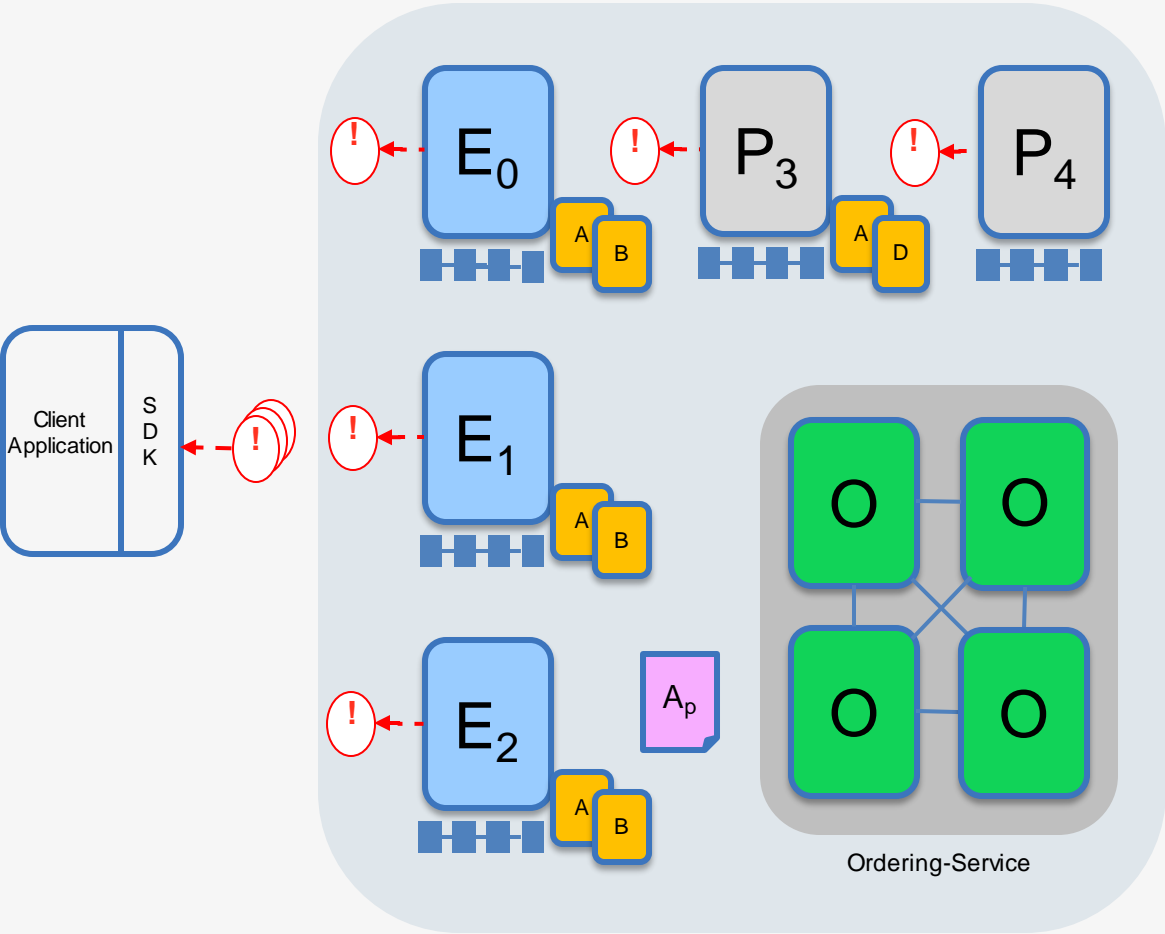 !
E0
A
B
!
P3
A
D
!
P4
Client
Application
S
D
K
!
!
E1
A
B
!
E2
A
B
Ap
O
O
O
O
Ordering-Service